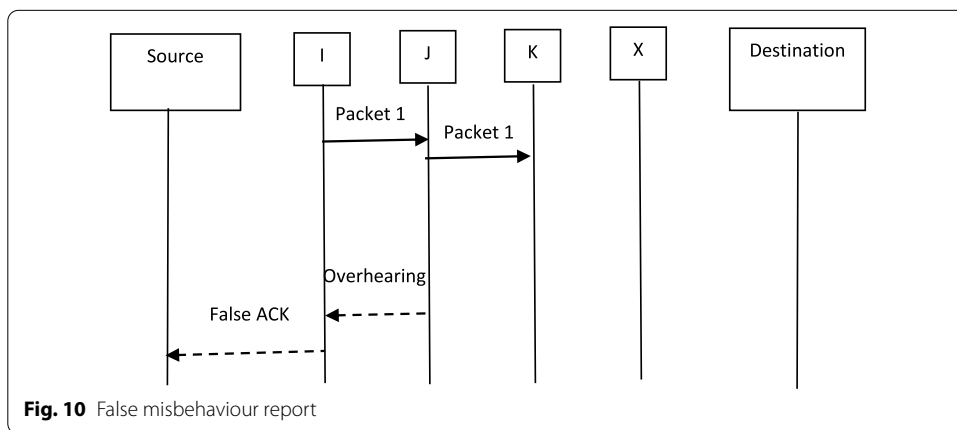 Source
I
J
K
X
Destination
Packet 1
Packet 1
Overhearing
False ACK
Fig. 10 False misbehaviour report